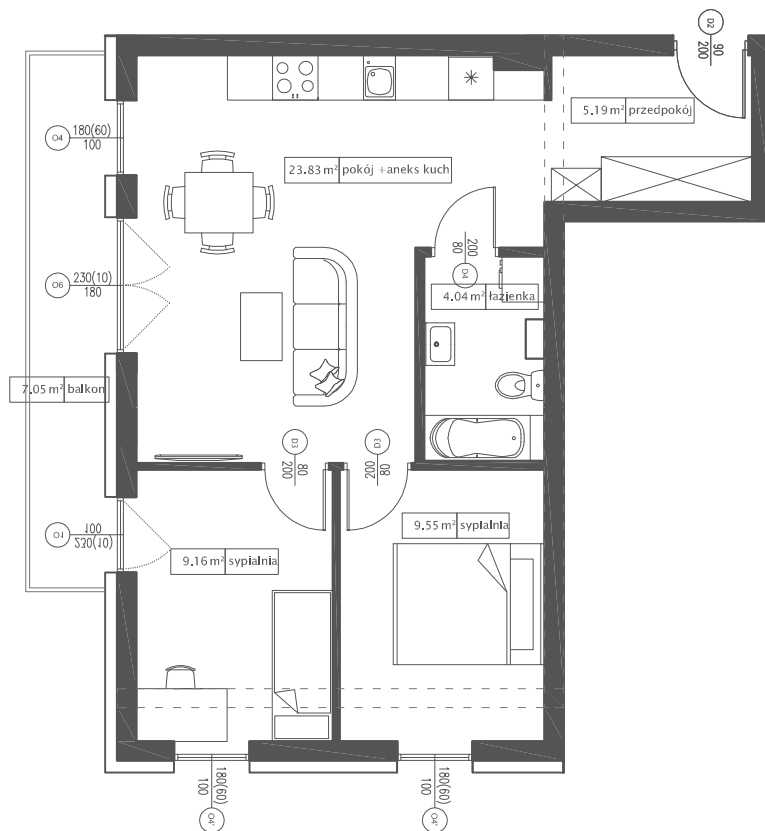 D2
90
200
5.19 m² przedpokój
O4
180(60)
100
23.83 m² pokój +aneks kuch
200
80
D4
4.04 m² łazienka
O6
230(10)
180
7.05 m² balkon
D3
80
200
D3
80
200
O1
100
230(10)
9.16 m² sypialnia
9.55 m² sypialnia
180(60)
100
O4'
180(60)
100
O4'